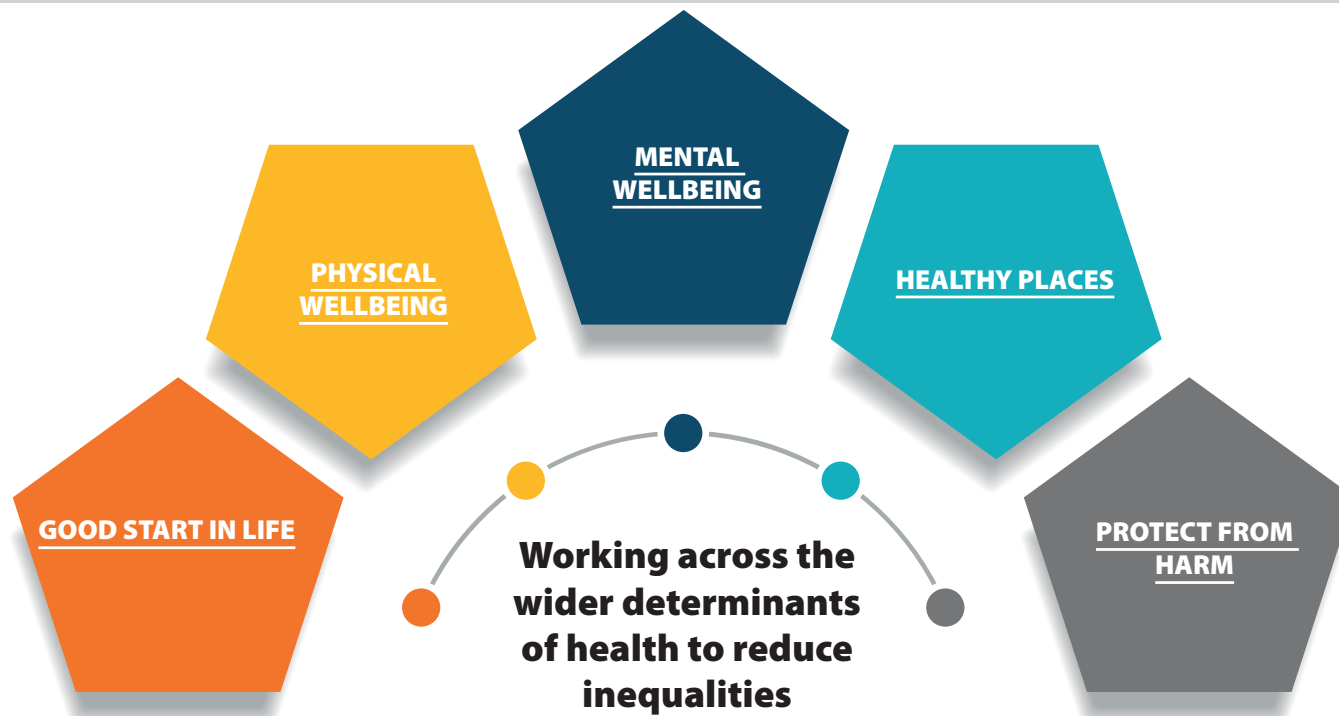 MENTAL
WELLBEING
PHYSICAL
WELLBEING
HEALTHY PLACES
GOOD START IN LIFE
PROTECT FROM
HARM
Working across the
wider determinants
of health to reduce
inequalities